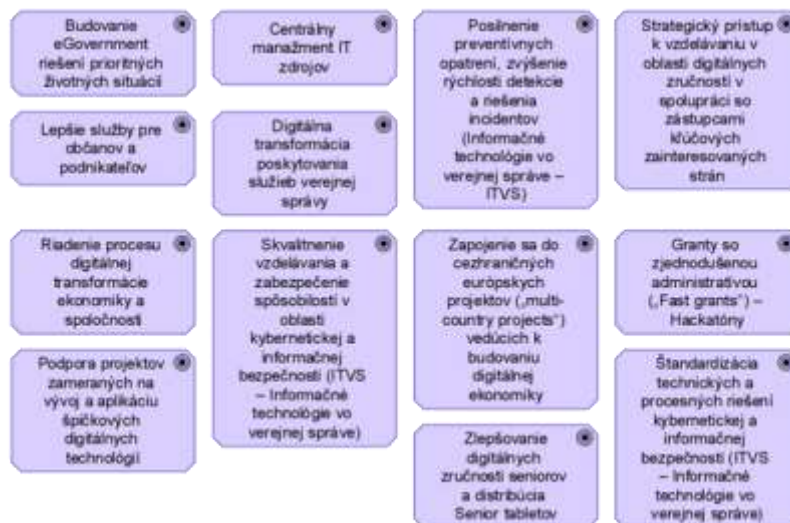 Budovanie
eGovernment
riešení prioritných
životných situácií
Centrálny
manažment IT
zdrojov
Posilnenie
preventívnych
opatrení, zvýšenie
rýchlosti detekcie
a riešenia
incidentov
(Informačné
technológie vo
verejnej správe –
ITVS)
Strategický prístup
k vzdelávaniu v
oblasti digitálnych
zručností v
spolupráci so
zástupcami
kľúčových
zainteresovaných
strán
Lepšie služby pre
občanov a
podnikateľov
Digitálna
transformácia
poskytovania
služieb verejnej
správy
Riadenie procesu
digitálnej
transformácie
ekonomiky a
spoločnosti
Skvalitnenie
vzdelávania a
zabezpečenie
spôsobilostí v
oblasti
kybernetickej a
informačnej
bezpečnosti (ITVS
– Informačné
technológie vo
verejnej správe)
Zapojenie sa do
cezhraničných
európskych
projektov („multi-
country projects“)
vedúcich k
budovaniu
digitálnej
ekonomiky
Granty so
zjednodušenou
administratívou
(„Fast grants“) –
Hackatóny
Podpora projektov
zameraných na
vývoj a aplikáciu
špičkových
digitálnych
technológií
Štandardizácia
technických a
procesných riešení
kybernetickej a
informačnej
bezpečnosti (ITVS
– Informačné
technológie vo
verejnej správe)
Zlepšovanie
digitálnych
zručností seniorov
a distribúcia
Senior tabletov